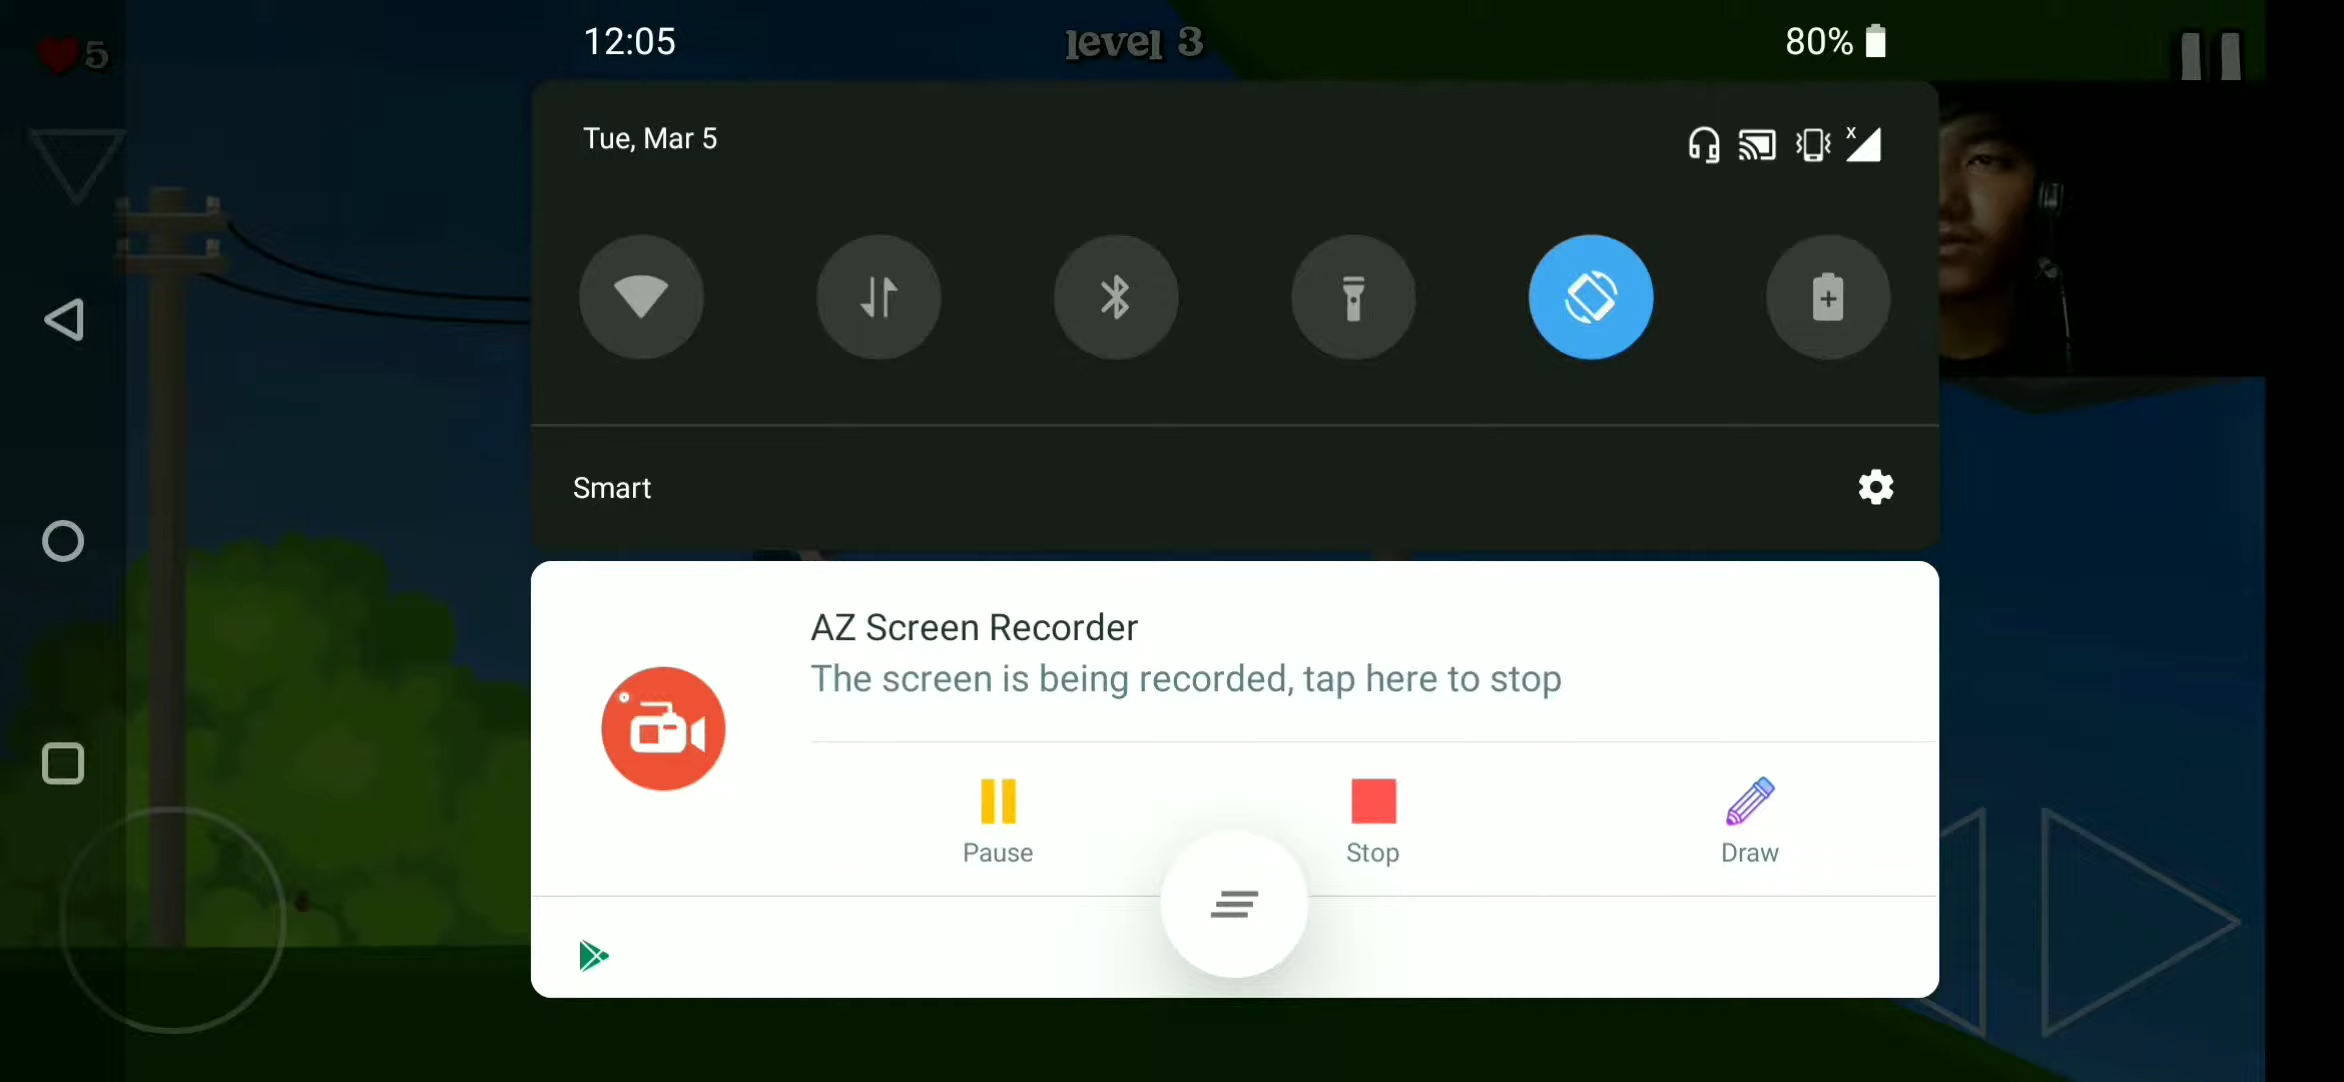 5
12:05
level 3
80%
Tue, Mar 5
Smart
AZ Screen Recorder
The screen is being recorded, tap here to stop
Pause
Stop
Draw